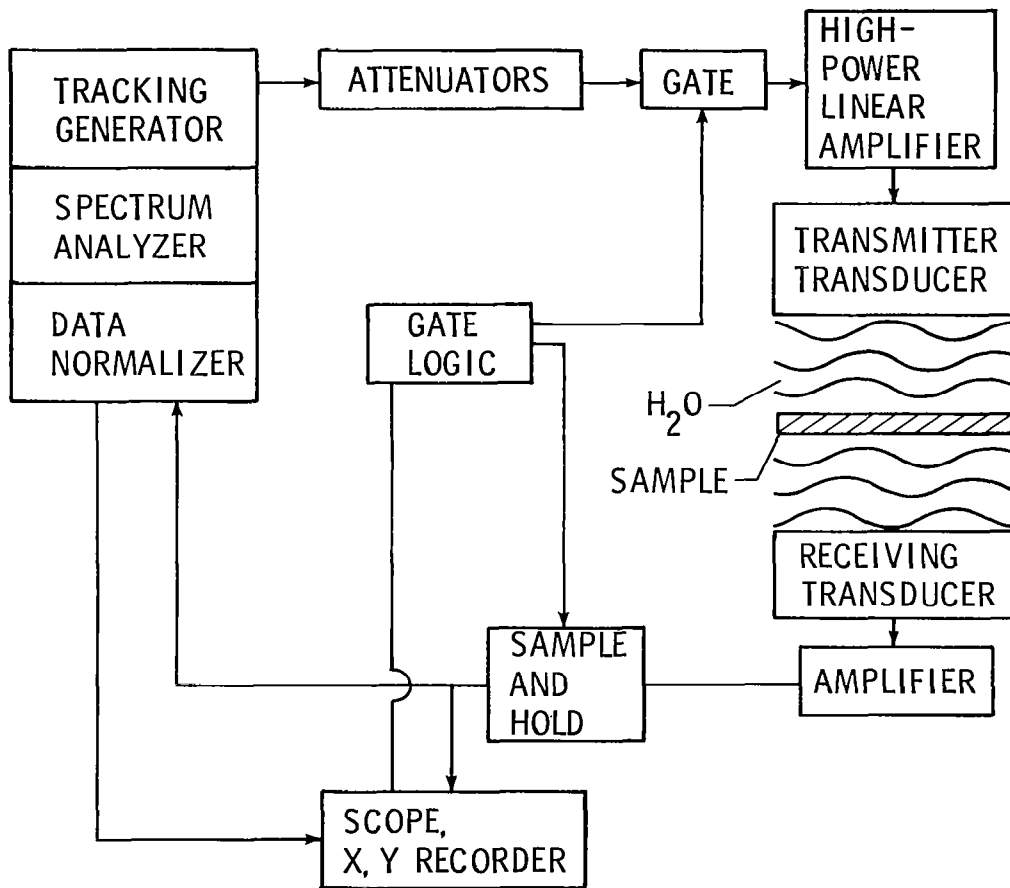 TRACKING
GENERATOR
SPECTRUM
ANALYZER
DATA
NORMALIZER
ATTENUATORS
GATE
HIGH-
POWER
LINEAR
AMPLIFIER
TRANSMITTER
TRANSDUCER
GATE
LOGIC
H2O
SAMPLE
RECEIVING
TRANSDUCER
SAMPLE
AND
HOLD
AMPLIFIER
SCOPE,
X, Y RECORDER